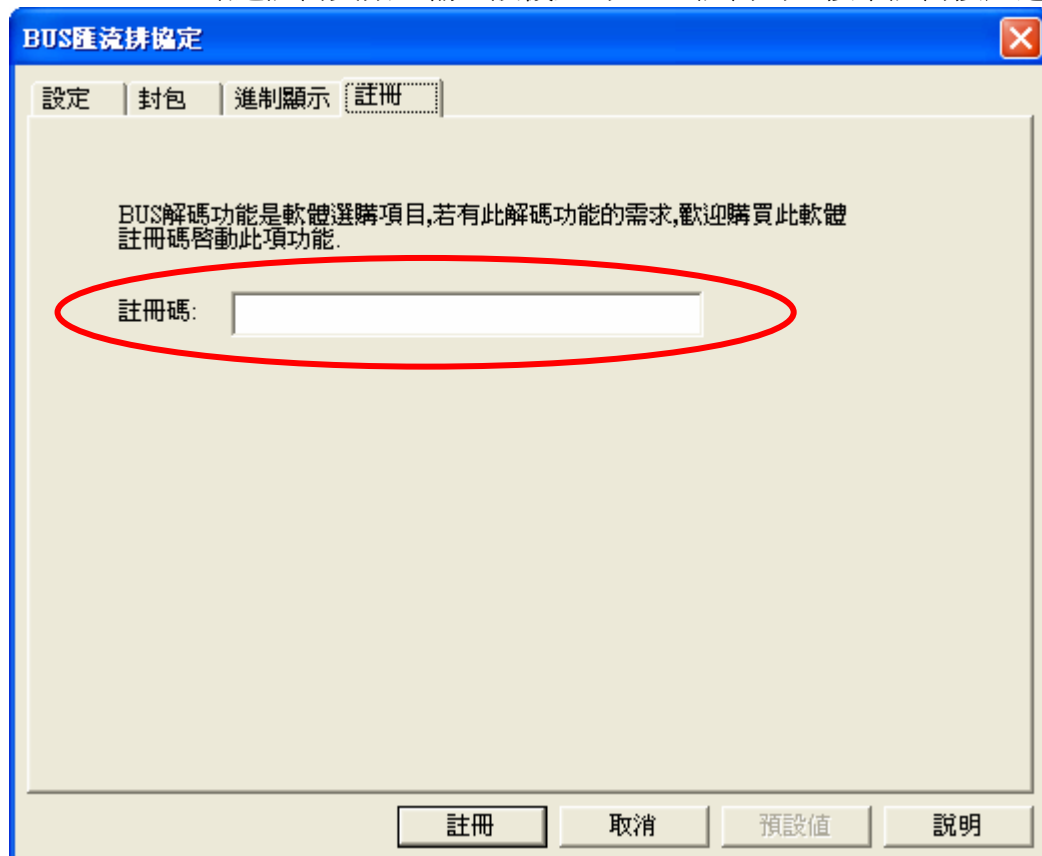 BUS匯流排協定
設定 封包 進制顯示 註冊
BUS解碼功能是軟體選購項目,若有此解碼功能的需求,歡迎購買此軟體
註冊碼啓動此項功能.
註冊碼:
註冊 取消 預設值 說明